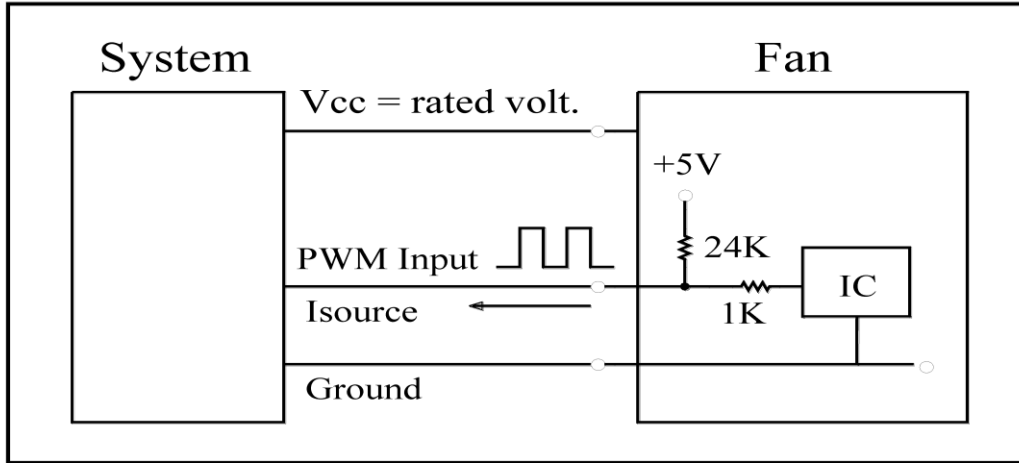 System
Fan
Vcc = rated volt.
+5V
24K
PWM Input
IC
Isource
1K
Ground